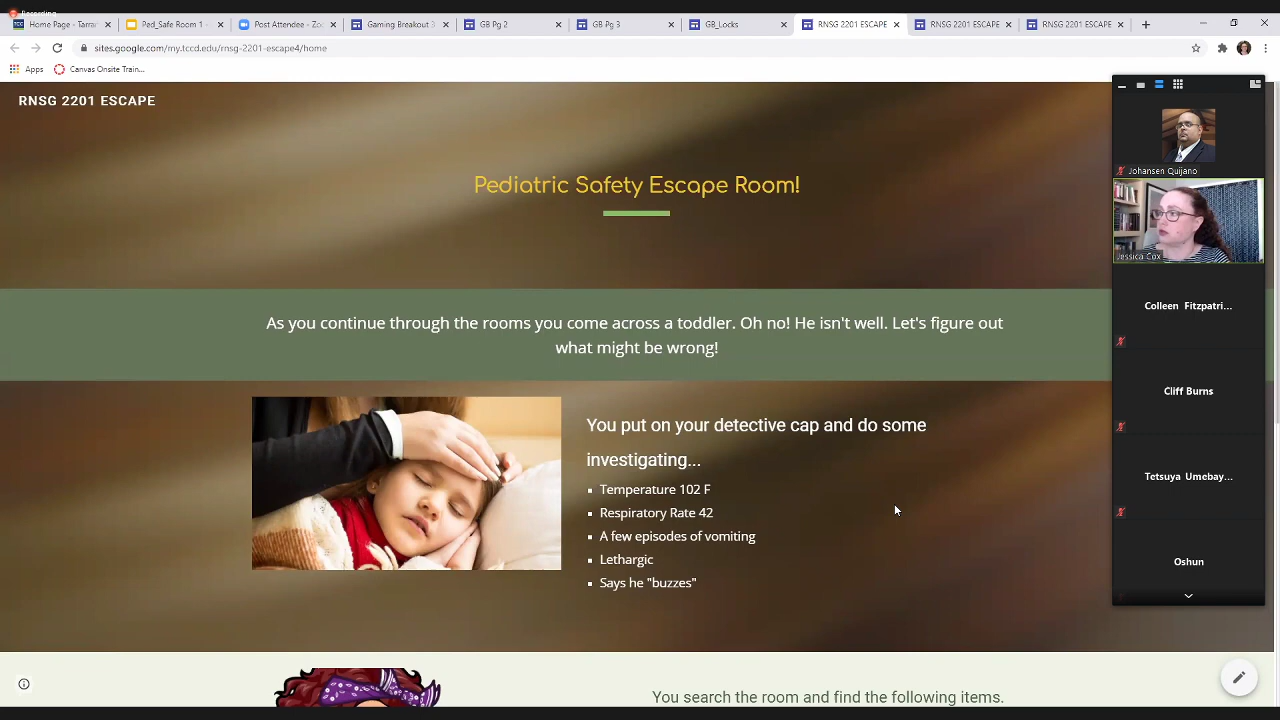 Recording
Home Page - Tarra
Ped_Safe Room 1 -
Post Attendee - Zo
Gaming Breakout 3
GB Pg 2
GB Pg 3
GB_Locks
RNSG 2201 ESCAPE
RNSG 2201 ESCAPE
RNSG 2201 ESCAPE
sites.google.com/my.tccd.edu/rnsg-2201-escape4/home
Apps
Canvas Onsite Train...
RNSG 2201 ESCAPE
Pediatric Safety Escape Room!
As you continue through the rooms you come across a toddler. Oh no! He isn't well. Let's figure out
what might be wrong!
You put on your detective cap and do some
investigating...
Temperature 102 F
Respiratory Rate 42
A few episodes of vomiting
Lethargic
Says he "buzzes"
You search the room and find the following items.
Johansen Quijano
Jessica Cox
Colleen Fitzpatri...
Cliff Burns
Tetsuya Umebay...
Oshun